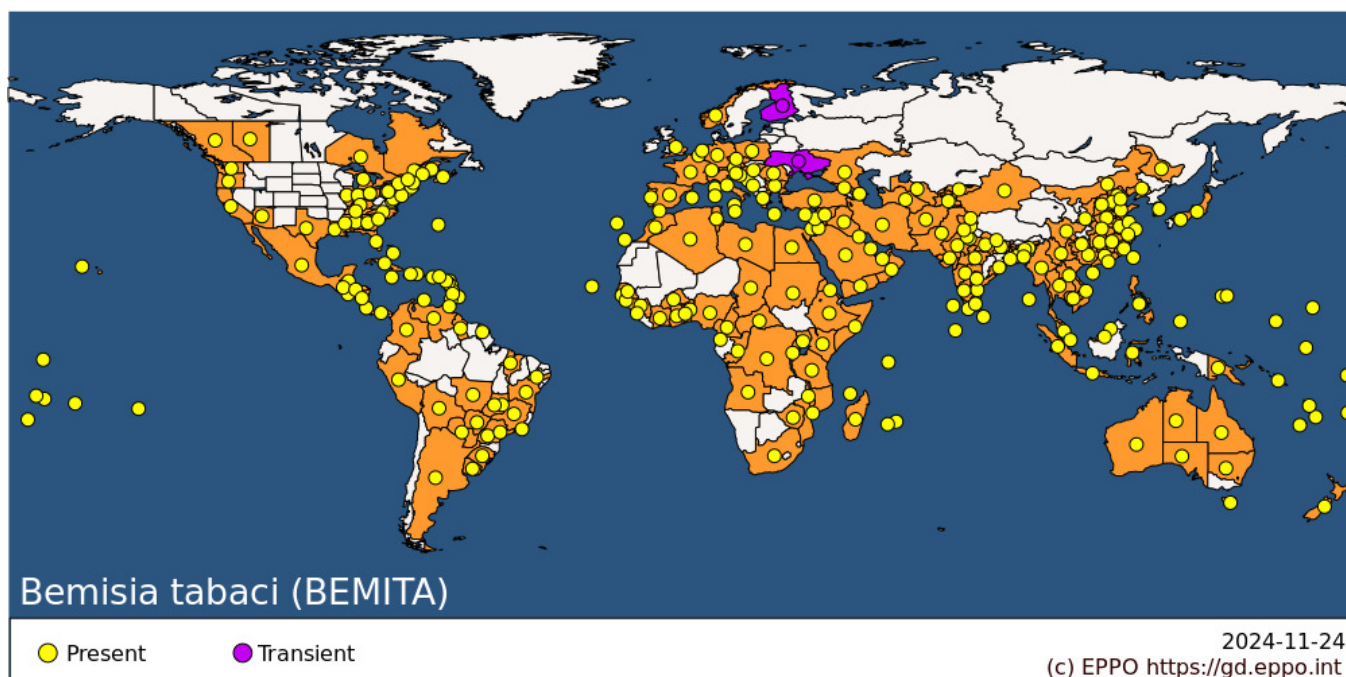 Bemisia tabaci (BEMITA)
Present
Transient
2024-11-24
(c) EPPO https://gd.eppo.int